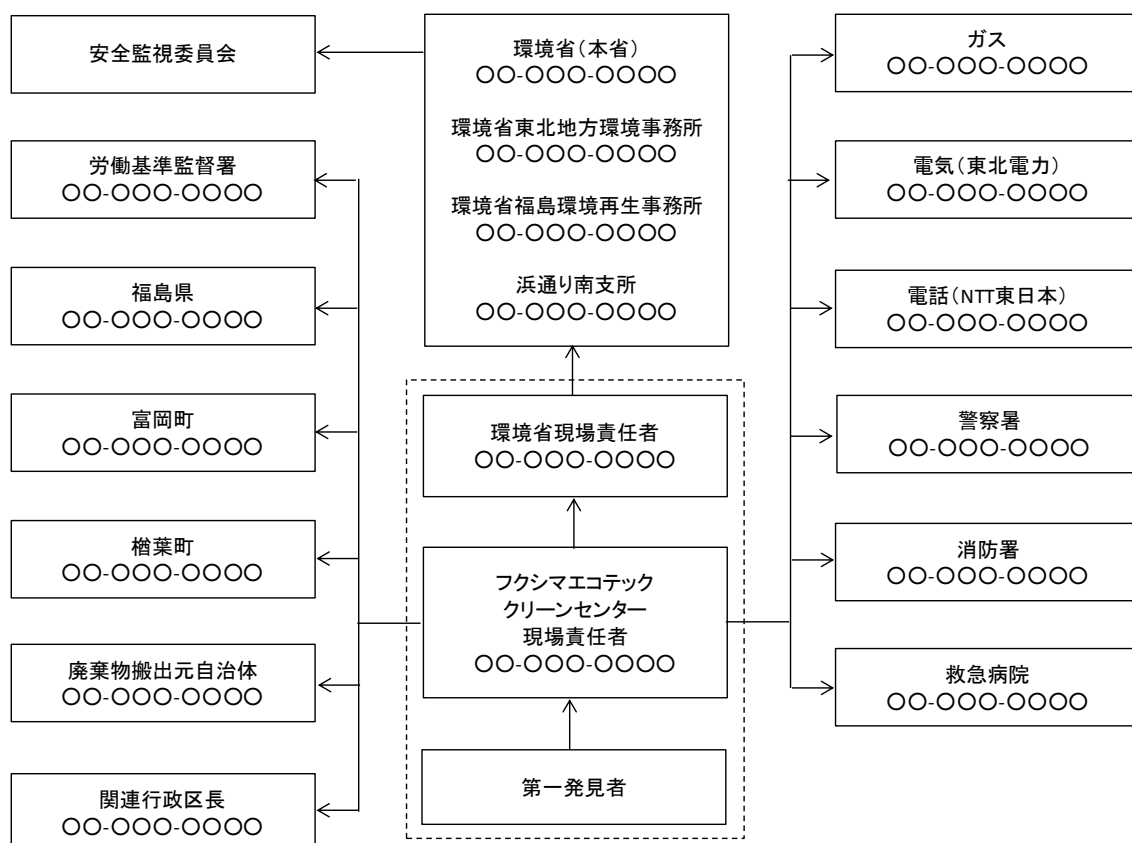 安全監視委員会
労働基準監督署
〇〇-〇〇〇-〇〇〇〇
福島県
〇〇-〇〇〇-〇〇〇〇
富岡町
〇〇-〇〇〇-〇〇〇〇
楢葉町
〇〇-〇〇〇-〇〇〇〇
廃棄物搬出元自治体
〇〇-〇〇〇-〇〇〇〇
関連行政区長
〇〇-〇〇〇-〇〇〇〇
環境省(本省)
〇〇-〇〇〇-〇〇〇〇
環境省東北地方環境事務所
〇〇-〇〇〇-〇〇〇〇
環境省福島環境再生事務所
〇〇-〇〇〇-〇〇〇〇
浜通り南支所
〇〇-〇〇〇-〇〇〇〇
環境省現場責任者
〇〇-〇〇〇-〇〇〇〇
フクシマエコテック
クリーンセンター
現場責任者
〇〇-〇〇〇-〇〇〇〇
第一発見者
ガス
〇〇-〇〇〇-〇〇〇〇
電気(東北電力)
〇〇-〇〇〇-〇〇〇〇
電話(NTT東日本)
〇〇-〇〇〇-〇〇〇〇
警察署
〇〇-〇〇〇-〇〇〇〇
消防署
〇〇-〇〇〇-〇〇〇〇
救急病院
〇〇-〇〇〇-〇〇〇〇